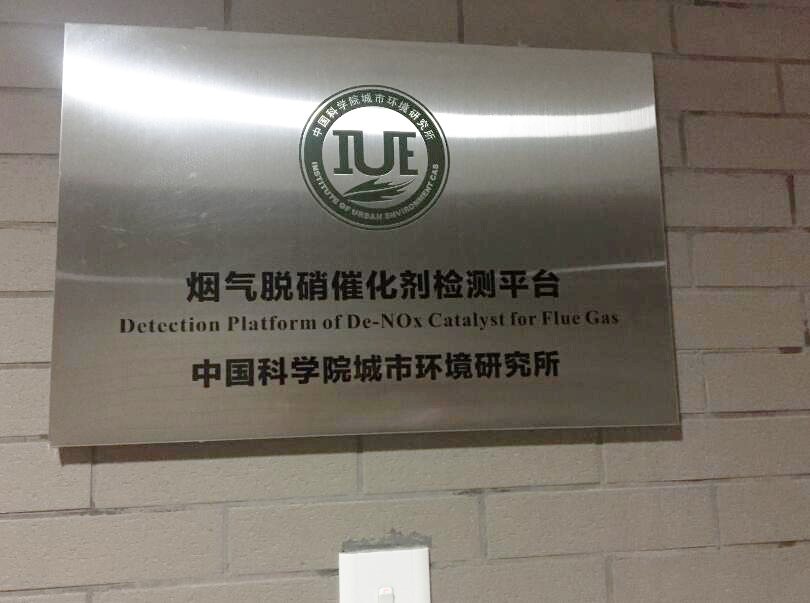 中国科学院城市环境研究所
IUE
INSTITUTE OF URBAN ENVIRONMENT CAS
烟气脱硝催化剂检测平台
Detection Platform of De-NOx Catalyst for Flue Gas
中国科学院城市环境研究所